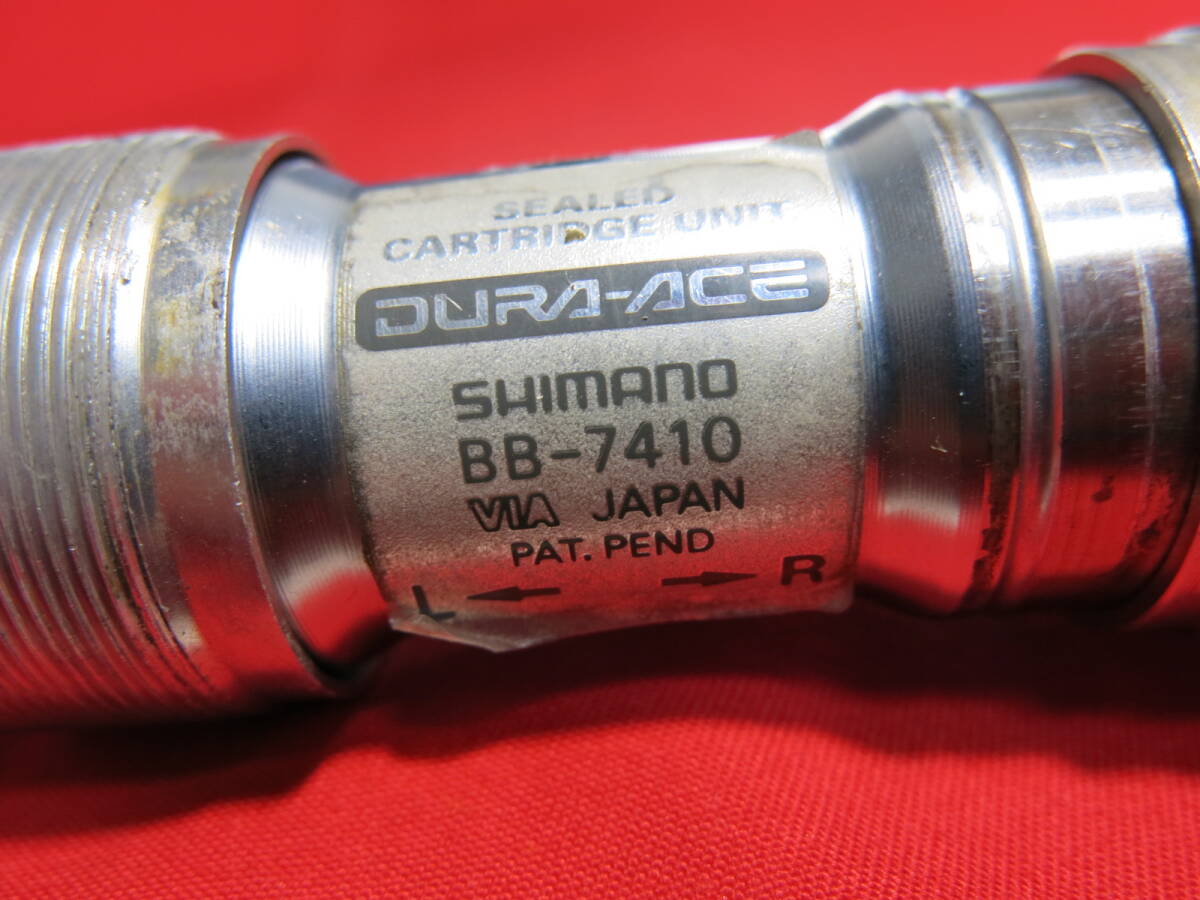 SEALED
CARTRIDGE UNIT
DURA-ACE
SHIMANO
BB-7410
VIA JAPAN
PAT. PEND
L ← → R